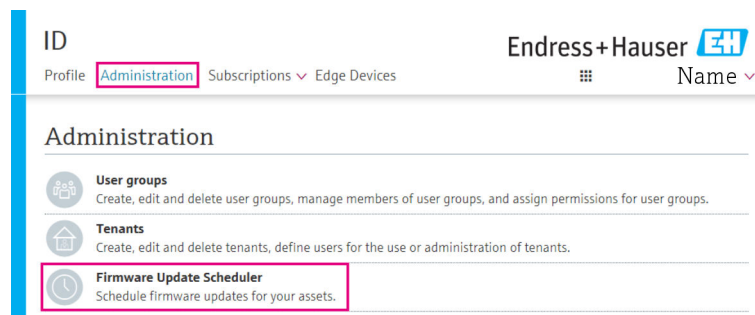 ID
Endress+Hauser EH
Profile Administration Subscriptions Edge Devices Name
Administration
User groups
Create, edit and delete user groups, manage members of user groups, and assign permissions for user groups.
Tenants
Create, edit and delete tenants, define users for the use or administration of tenants.
Firmware Update Scheduler
Schedule firmware updates for your assets.